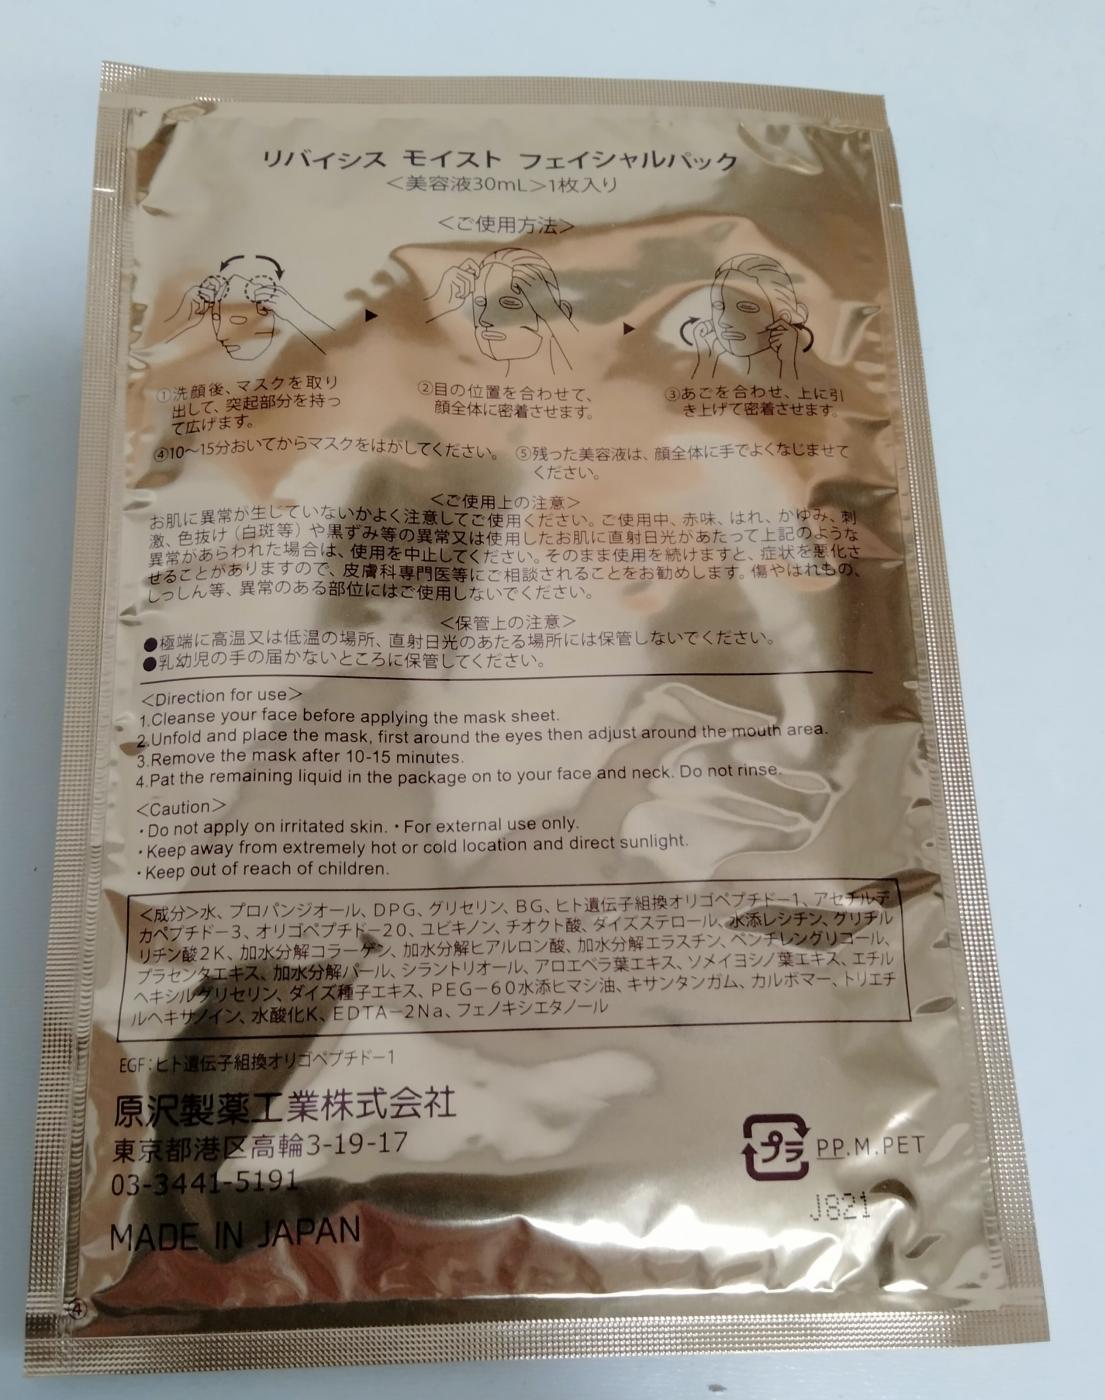 リバイシス モイスト フェイシャルパック
＜美容液30mL＞1枚入り
＜ご使用方法＞
①洗顔後、マスクを取り
出して、突起部分を持っ
て広げます。
②目の位置を合わせて、
顔全体に密着させます。
③あごを合わせ、上に引
き上げて密着させます。
④10〜15分おいてからマスクをはがしてください。
⑤残った美容液は、顔全体に手でよくなじませて
ください。
＜ご使用上の注意＞
お肌に異常が生じていないかよく注意してご使用ください。ご使用中、赤味、はれ、かゆみ、刺
激、色抜け（白斑等）や黒ずみ等の異常又は使用したお肌に直射日光があたって上記のような
異常があらわれた場合は、使用を中止してください。そのまま使用を続けますと、症状を悪化さ
せることがありますので、皮膚科専門医等にご相談されることをお勧めします。傷やはれもの、
しっしん等、異常のある部位にはご使用しないでください。
＜保管上の注意＞
●極端に高温又は低温の場所、直射日光のあたる場所には保管しないでください。
●乳幼児の手の届かないところに保管してください。
＜Direction for use＞
1.Cleanse your face before applying the mask sheet.
2.Unfold and place the mask, first around the eyes then adjust around the mouth area.
3.Remove the mask after 10-15 minutes.
4.Pat the remaining liquid in the package on to your face and neck. Do not rinse.
＜Caution＞
・Do not apply on irritated skin. ・For external use only.
・Keep away from extremely hot or cold location and direct sunlight.
・Keep out of reach of children.
＜成分＞水、プロパンジオール、DPG、グリセリン、BG、ヒト遺伝子組換オリゴペプチド－1、アセチルデ
カペプチド－3、オリゴペプチド－20、ユビキノン、チオクト酸、ダイズステロール、水添レシチン、グリチル
リチン酸2K、加水分解コラーゲン、加水分解ヒアルロン酸、加水分解エラスチン、ペンチレングリコール、
プラセンタエキス、加水分解パール、シラントリオール、アロエベラ葉エキス、ソメイヨシノ葉エキス、エチル
ヘキシルグリセリン、ダイズ種子エキス、PEG－60水添ヒマシ油、キサンタンガム、カルボマー、トリエチ
ルヘキサノイン、水酸化K、EDTA－2Na、フェノキシエタノール
EGF：ヒト遺伝子組換オリゴペプチド－1
原沢製薬工業株式会社
東京都港区高輪3-19-17
03-3441-5191
MADE IN JAPAN
プラ PP.M.PET
J821
④